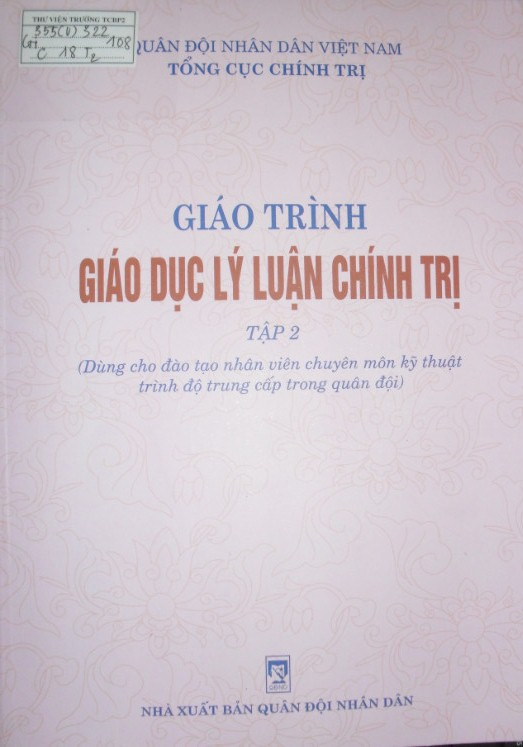 THƯ VIỆN TRƯỜNG TCBP2
355(V) 322
108
C 18 T2
QUÂN ĐỘI NHÂN DÂN VIỆT NAM
TỔNG CỤC CHÍNH TRỊ
GIÁO TRÌNH
GIÁO DỤC LÝ LUẬN CHÍNH TRỊ
TẬP 2
(Dùng cho đào tạo nhân viên chuyên môn kỹ thuật
trình độ trung cấp trong quân đội)
QĐND
NHÀ XUẤT BẢN QUÂN ĐỘI NHÂN DÂN